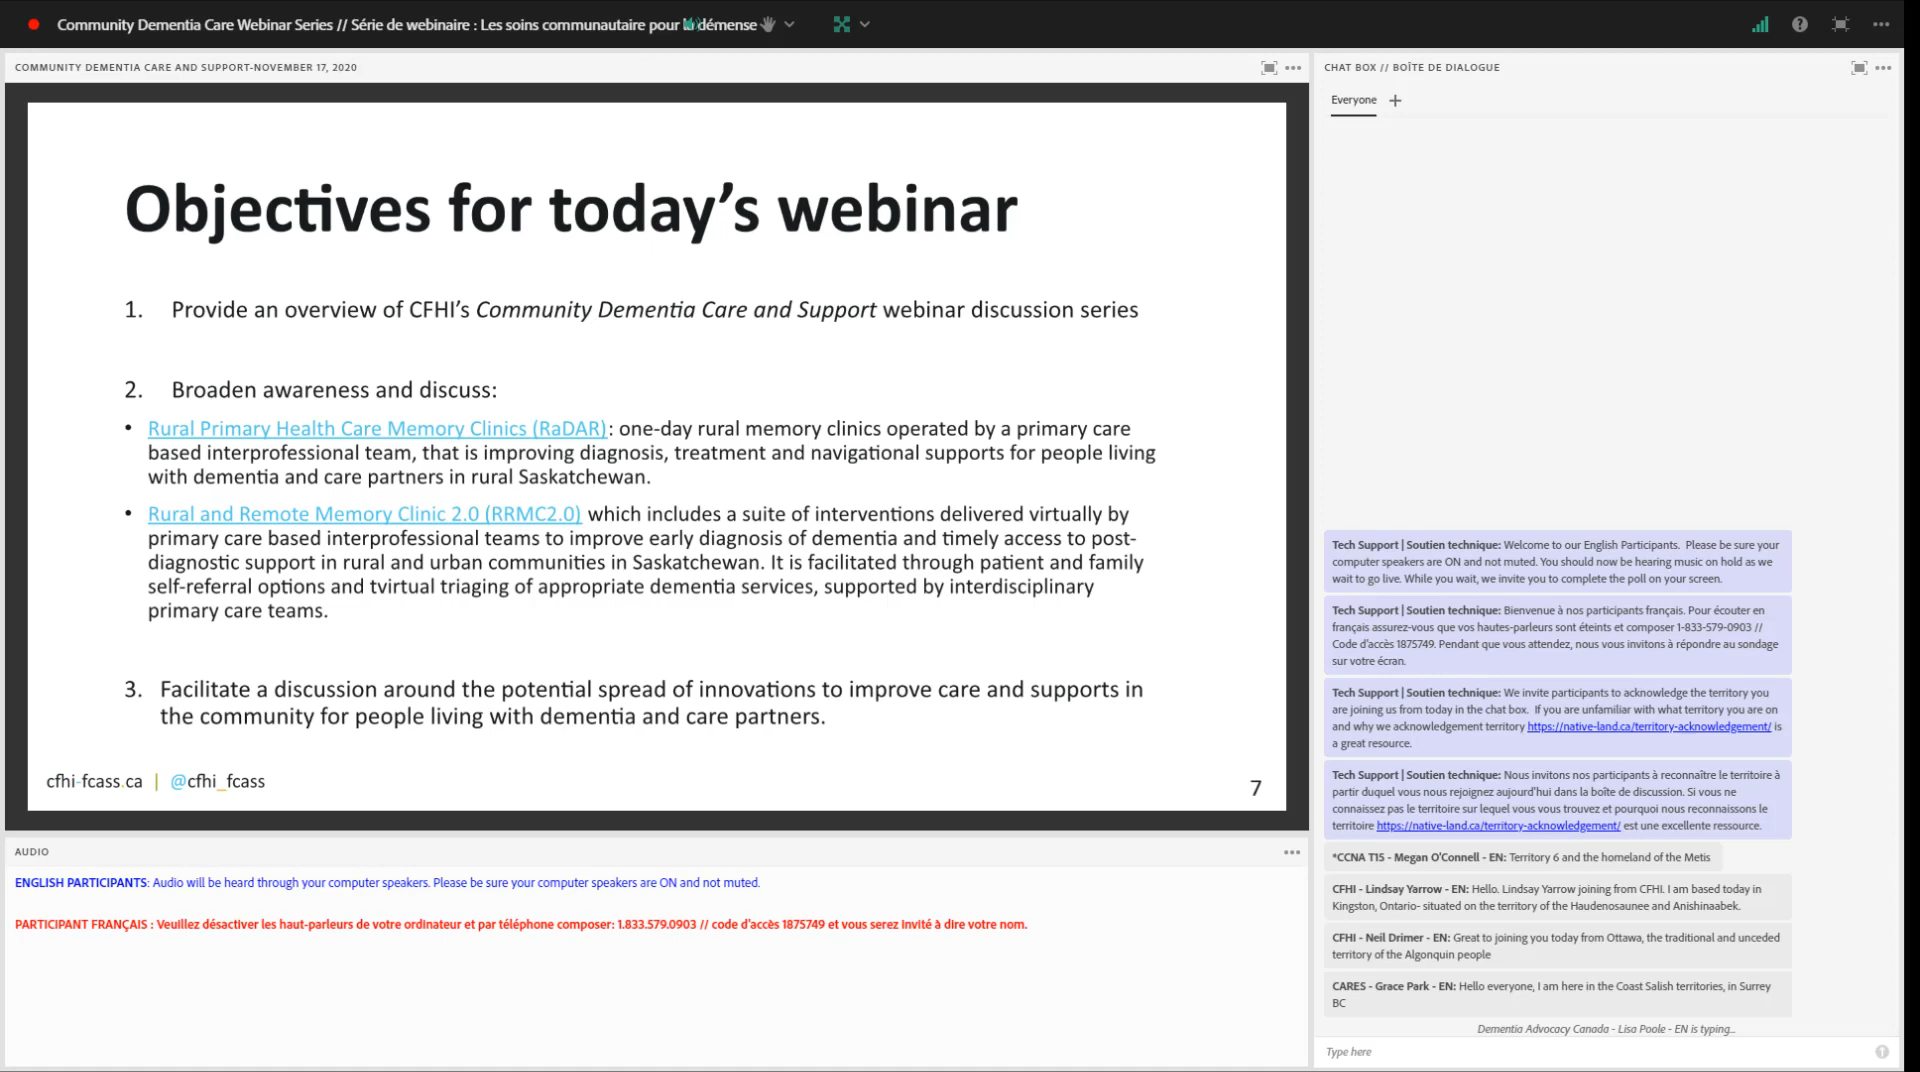 Community Dementia Care Webinar Series // Série de webinaire : Les soins communautaire pour la démense
COMMUNITY DEMENTIA CARE AND SUPPORT-NOVEMBER 17, 2020
Objectives for today's webinar
1. Provide an overview of CFHI's Community Dementia Care and Support webinar discussion series
2. Broaden awareness and discuss:
• Rural Primary Health Care Memory Clinics (RaDAR): one-day rural memory clinics operated by a primary care
based interprofessional team, that is improving diagnosis, treatment and navigational supports for people living
with dementia and care partners in rural Saskatchewan.
• Rural and Remote Memory Clinic 2.0 (RRMC2.0) which includes a suite of interventions delivered virtually by
primary care based interprofessional teams to improve early diagnosis of dementia and timely access to post-
diagnostic support in rural and urban communities in Saskatchewan. It is facilitated through patient and family
self-referral options and tvirtual triaging of appropriate dementia services, supported by interdisciplinary
primary care teams.
3. Facilitate a discussion around the potential spread of innovations to improve care and supports in
the community for people living with dementia and care partners.
cfhi-fcass.ca | @cfhi_fcass
7
AUDIO
ENGLISH PARTICIPANTS: Audio will be heard through your computer speakers. Please be sure your computer speakers are ON and not muted.
PARTICIPANT FRANÇAIS : Veuillez désactiver les haut-parleurs de votre ordinateur et par téléphone composer: 1.833.579.0903 // code d'accès 1875749 et vous serez invité à dire votre nom.
CHAT BOX // BOÎTE DE DIALOGUE
Everyone
Tech Support | Soutien technique: Welcome to our English Participants. Please be sure your
computer speakers are ON and not muted. You should now be hearing music on hold as we
wait to go live. While you wait, we invite you to complete the poll on your screen.
Tech Support | Soutien technique: Bienvenue à nos participants français. Pour écouter en
français assurez-vous que vos hautes-parleurs sont éteints et composer 1-833-579-0903 //
Code d'accès 1875749. Pendant que vous attendez, nous vous invitons à répondre au sondage
sur votre écran.
Tech Support | Soutien technique: We invite participants to acknowledge the territory you
are joining us from today in the chat box. If you are unfamiliar with what territory you are on
and why we acknowledgement territory https://native-land.ca/territory-acknowledgement/ is
a great resource.
Tech Support | Soutien technique: Nous invitons nos participants à reconnaître le territoire à
partir duquel vous nous rejoignez aujourd'hui dans la boîte de discussion. Si vous ne
connaissez pas le territoire sur lequel vous vous trouvez et pourquoi nous reconnaissons le
territoire https://native-land.ca/territory-acknowledgement/ est une excellente ressource.
*CCNA T15 - Megan O'Connell - EN: Territory 6 and the homeland of the Metis
CFHI - Lindsay Yarrow - EN: Hello. Lindsay Yarrow joining from CFHI. I am based today in
Kingston, Ontario- situated on the territory of the Haudenosaunee and Anishinaabek.
CFHI - Neil Drimer - EN: Great to joining you today from Ottawa, the traditional and unceded
territory of the Algonquin people
CARES - Grace Park - EN: Hello everyone, I am here in the Coast Salish territories, in Surrey
BC
Dementia Advocacy Canada - Lisa Poole - EN is typing...
Type here